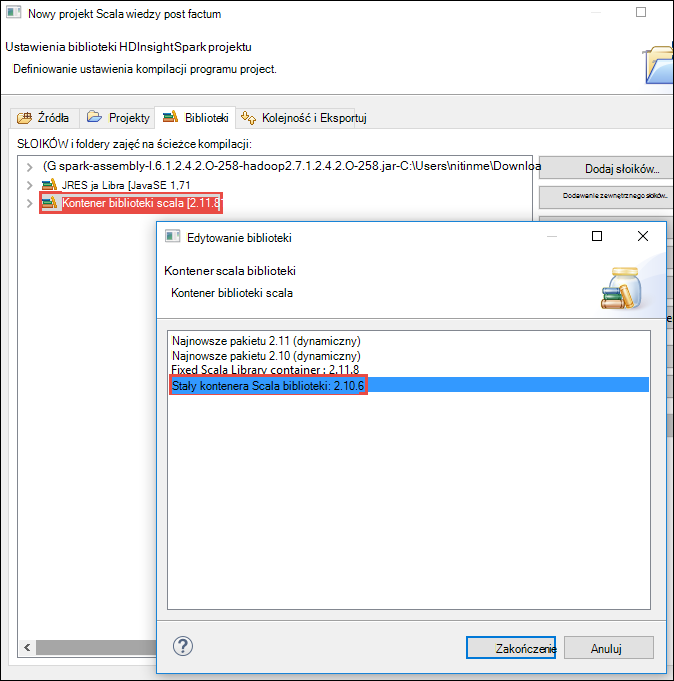 Nowy projekt Scala wiedzy post factum
Ustawienia biblioteki HDInsightSpark projektu
Definiowanie ustawienia kompilacji programu project.
Źródła
Projekty
Biblioteki
Kolejność i Eksportuj
SŁOIKÓW i foldery zajęć na ścieżce kompilacji:
(G spark-assembly-l.6.1.2.4.2.O-258-hadoop2.7.1.2.4.2.O-258.jar-C:\Users\nitinme\Downloa
JRES ja Libra [JavaSE 1,71
Kontener biblioteki scala [2.11.8
Dodaj słoików...
Dodawanie zewnętrznego słoików..
Edytowanie biblioteki
Kontener scala biblioteki
Kontener biblioteki scala
Najnowsze pakietu 2.11 (dynamiczny)
Najnowsze pakietu 2.10 (dynamiczny)
Fixed Scala Library container : 2.11.8
Stały kontenera Scala biblioteki: 2.10.6
Zakończenie
Anuluj